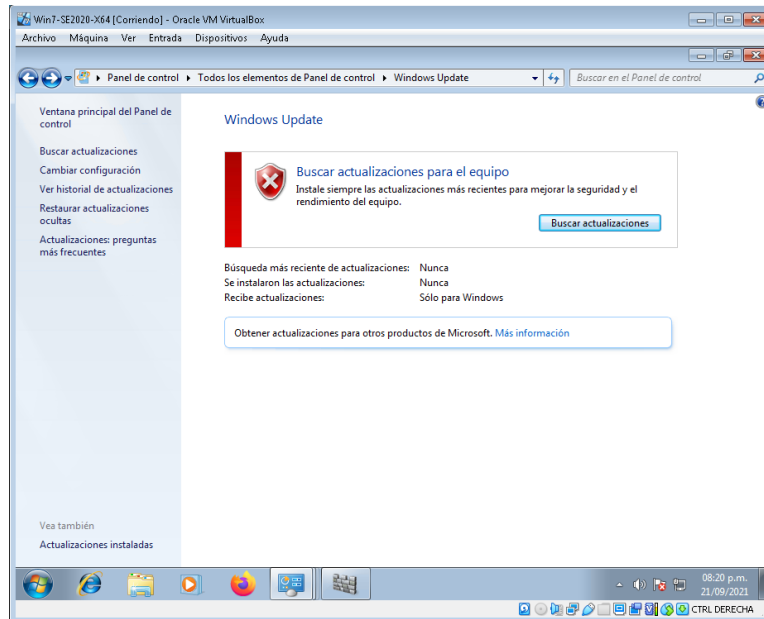 Win7-SE2020-X64 [Corriendo] - Oracle VM VirtualBox
Archivo Máquina Ver Entrada Dispositivos Ayuda
Panel de control Todos los elementos de Panel de control Windows Update Buscar en el Panel de control
Ventana principal del Panel de
control
Buscar actualizaciones
Cambiar configuración
Ver historial de actualizaciones
Restaurar actualizaciones
ocultas
Actualizaciones: preguntas
más frecuentes
Windows Update
Buscar actualizaciones para el equipo
Instale siempre las actualizaciones más recientes para mejorar la seguridad y el
rendimiento del equipo.
Buscar actualizaciones
Búsqueda más reciente de actualizaciones: Nunca
Se instalaron las actualizaciones: Nunca
Recibe actualizaciones: Sólo para Windows
Obtener actualizaciones para otros productos de Microsoft. Más información
Vea también
Actualizaciones instaladas
08:20 p.m.
21/09/2021
CTRL DERECHA